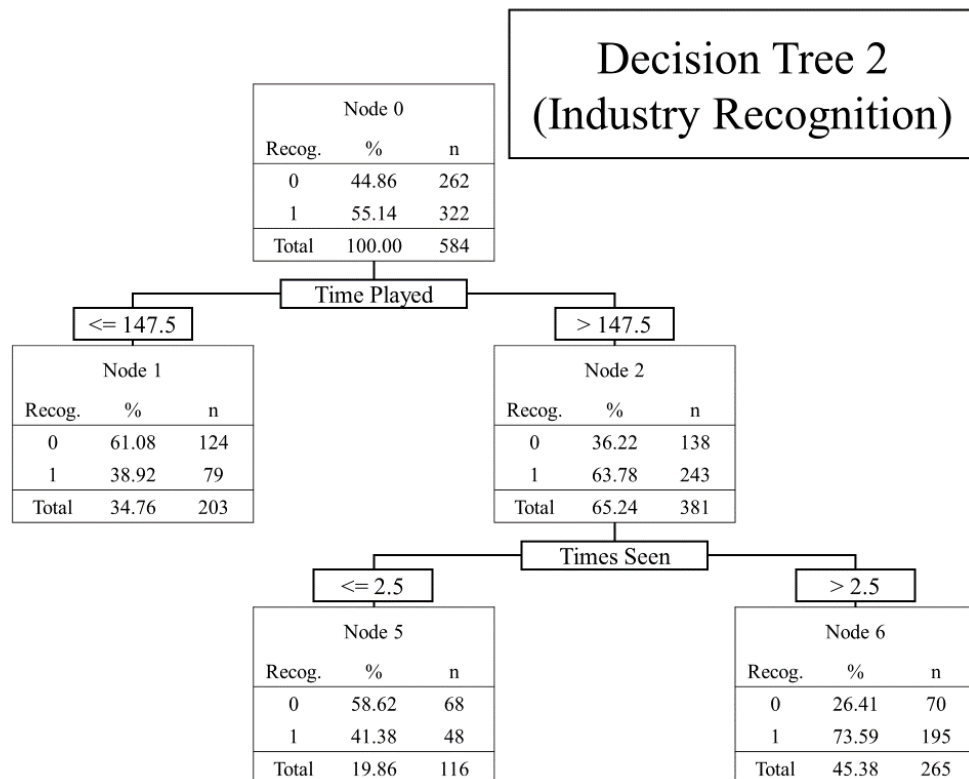 Decision Tree 2
(Industry Recognition)
Node 0
Recog. % n
0 44.86 262
1 55.14 322
Total 100.00 584
Time Played
<= 147.5
> 147.5
Node 1
Recog. % n
0 61.08 124
1 38.92 79
Total 34.76 203
Node 2
Recog. % n
0 36.22 138
1 63.78 243
Total 65.24 381
Times Seen
<= 2.5
> 2.5
Node 5
Recog. % n
0 58.62 68
1 41.38 48
Total 19.86 116
Node 6
Recog. % n
0 26.41 70
1 73.59 195
Total 45.38 265